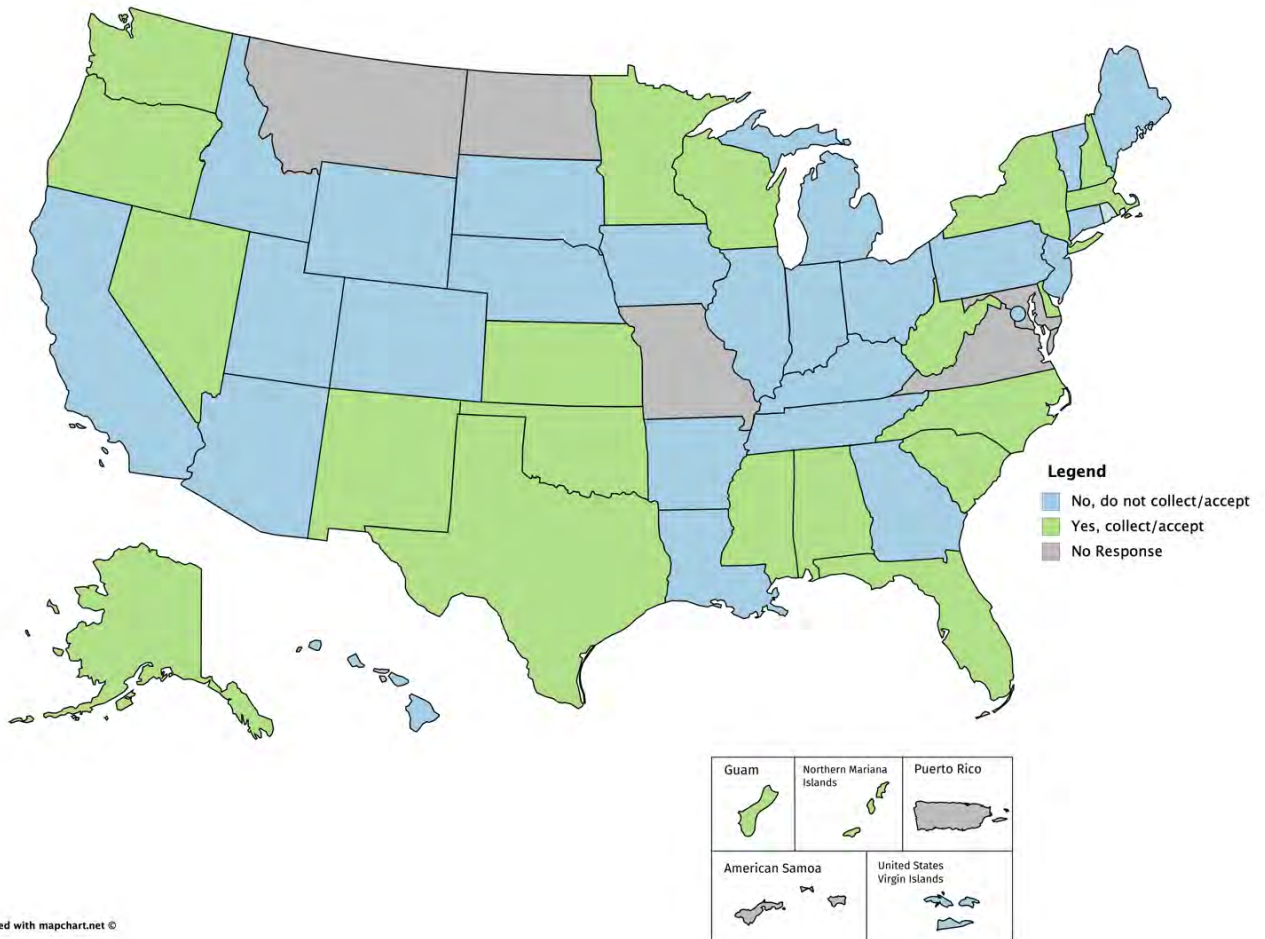 Legend
No, do not collect/accept
Yes, collect/accept
No Response
Guam
Northern Mariana
Islands
Puerto Rico
American Samoa
United States
Virgin Islands
ed with mapchart.net ©